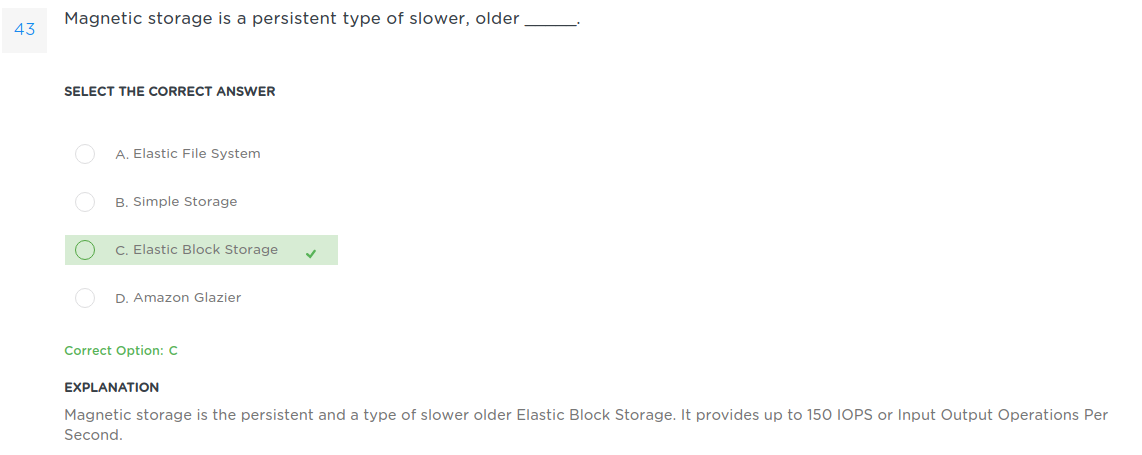 43
Magnetic storage is a persistent type of slower, older _____.
SELECT THE CORRECT ANSWER
A. Elastic File System
B. Simple Storage
C. Elastic Block Storage
D. Amazon Glazier
Correct Option: C
EXPLANATION
Magnetic storage is the persistent and a type of slower older Elastic Block Storage. It provides up to 150 IOPS or Input Output Operations Per
Second.